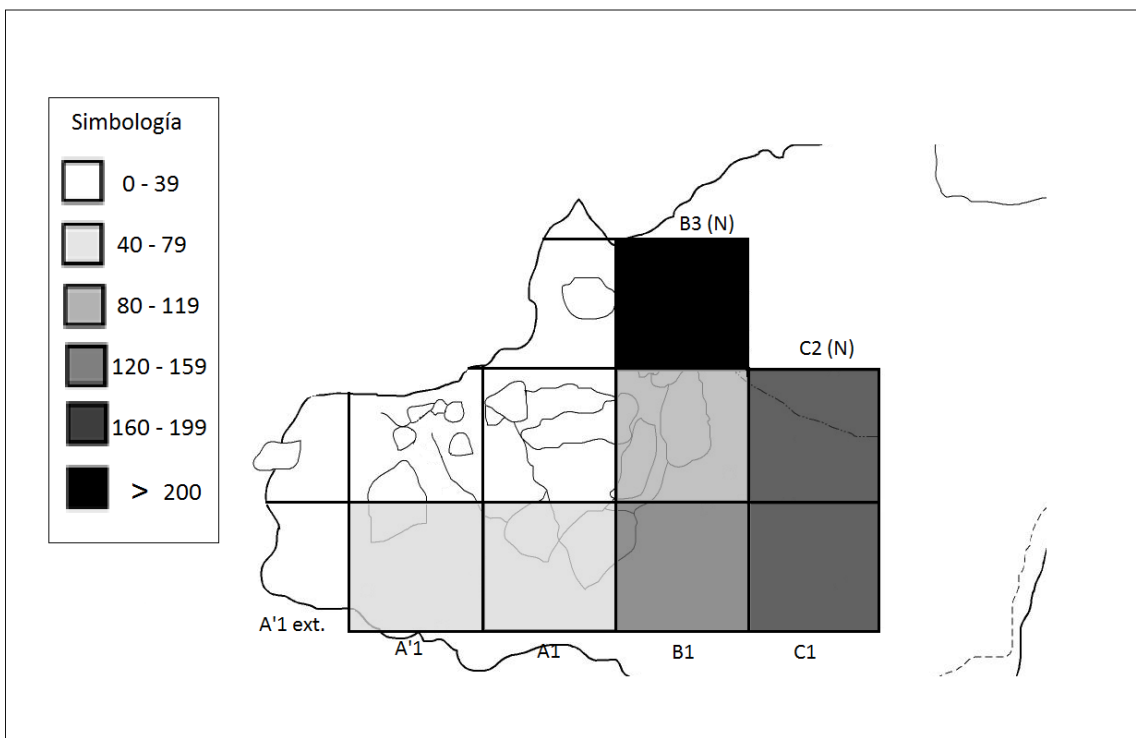 Simbología
0 - 39
40 - 79
80 - 119
120 - 159
160 - 199
> 200
B3 (N)
C2 (N)
A'1 ext.
A'1
A1
B1
C1